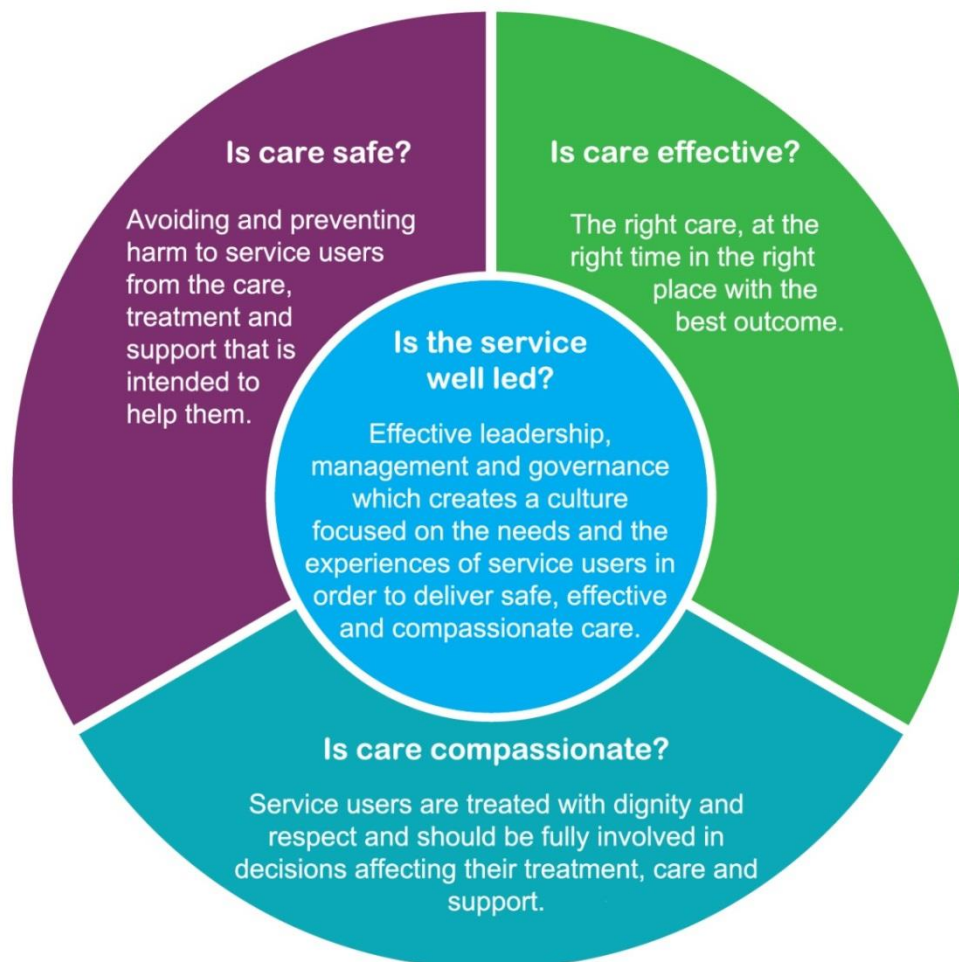 Is care safe?
Avoiding and preventing
harm to service users
from the care,
treatment and
support that is
intended to
help them.
Is care effective?
The right care, at the
right time in the right
place with the
best outcome.
Is the service
well led?
Effective leadership,
management and governance
which creates a culture
focused on the needs and the
experiences of service users in
order to deliver safe, effective
and compassionate care.
Is care compassionate?
Service users are treated with dignity and
respect and should be fully involved in
decisions affecting their treatment, care and
support.